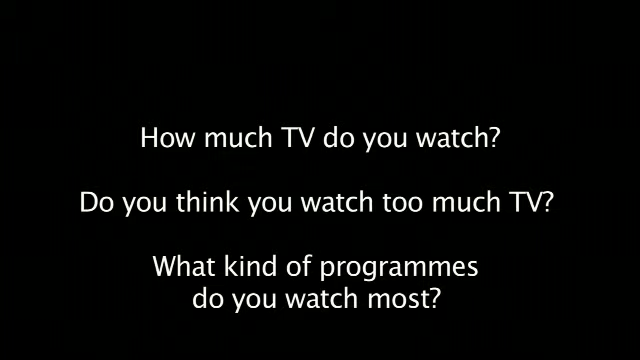 How much TV do you watch?
Do you think you watch too much TV?
What kind of programmes
do you watch most?